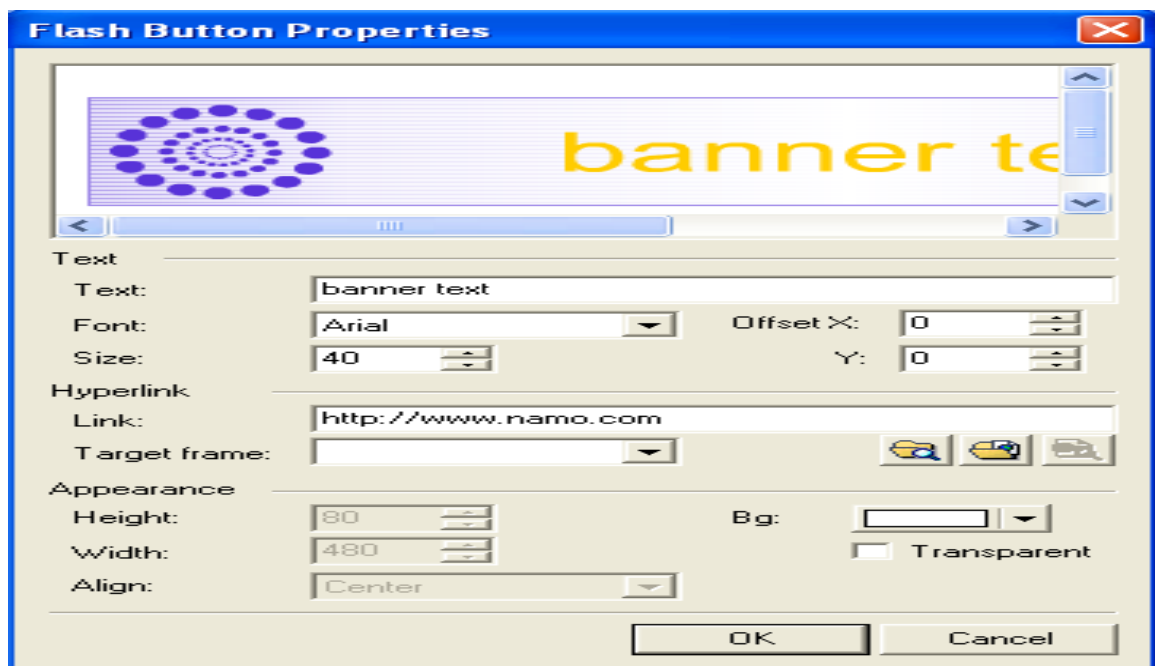 Flash Button Properties
banner te
Text
Text: banner text
Font: Arial Offset X: 0
Size: 40 Y: 0
Hyperlink
Link: http://www.namo.com
Target frame:
Appearance
Height: 80 Bg:
Width: 480 Transparent
Align: Center
OK Cancel